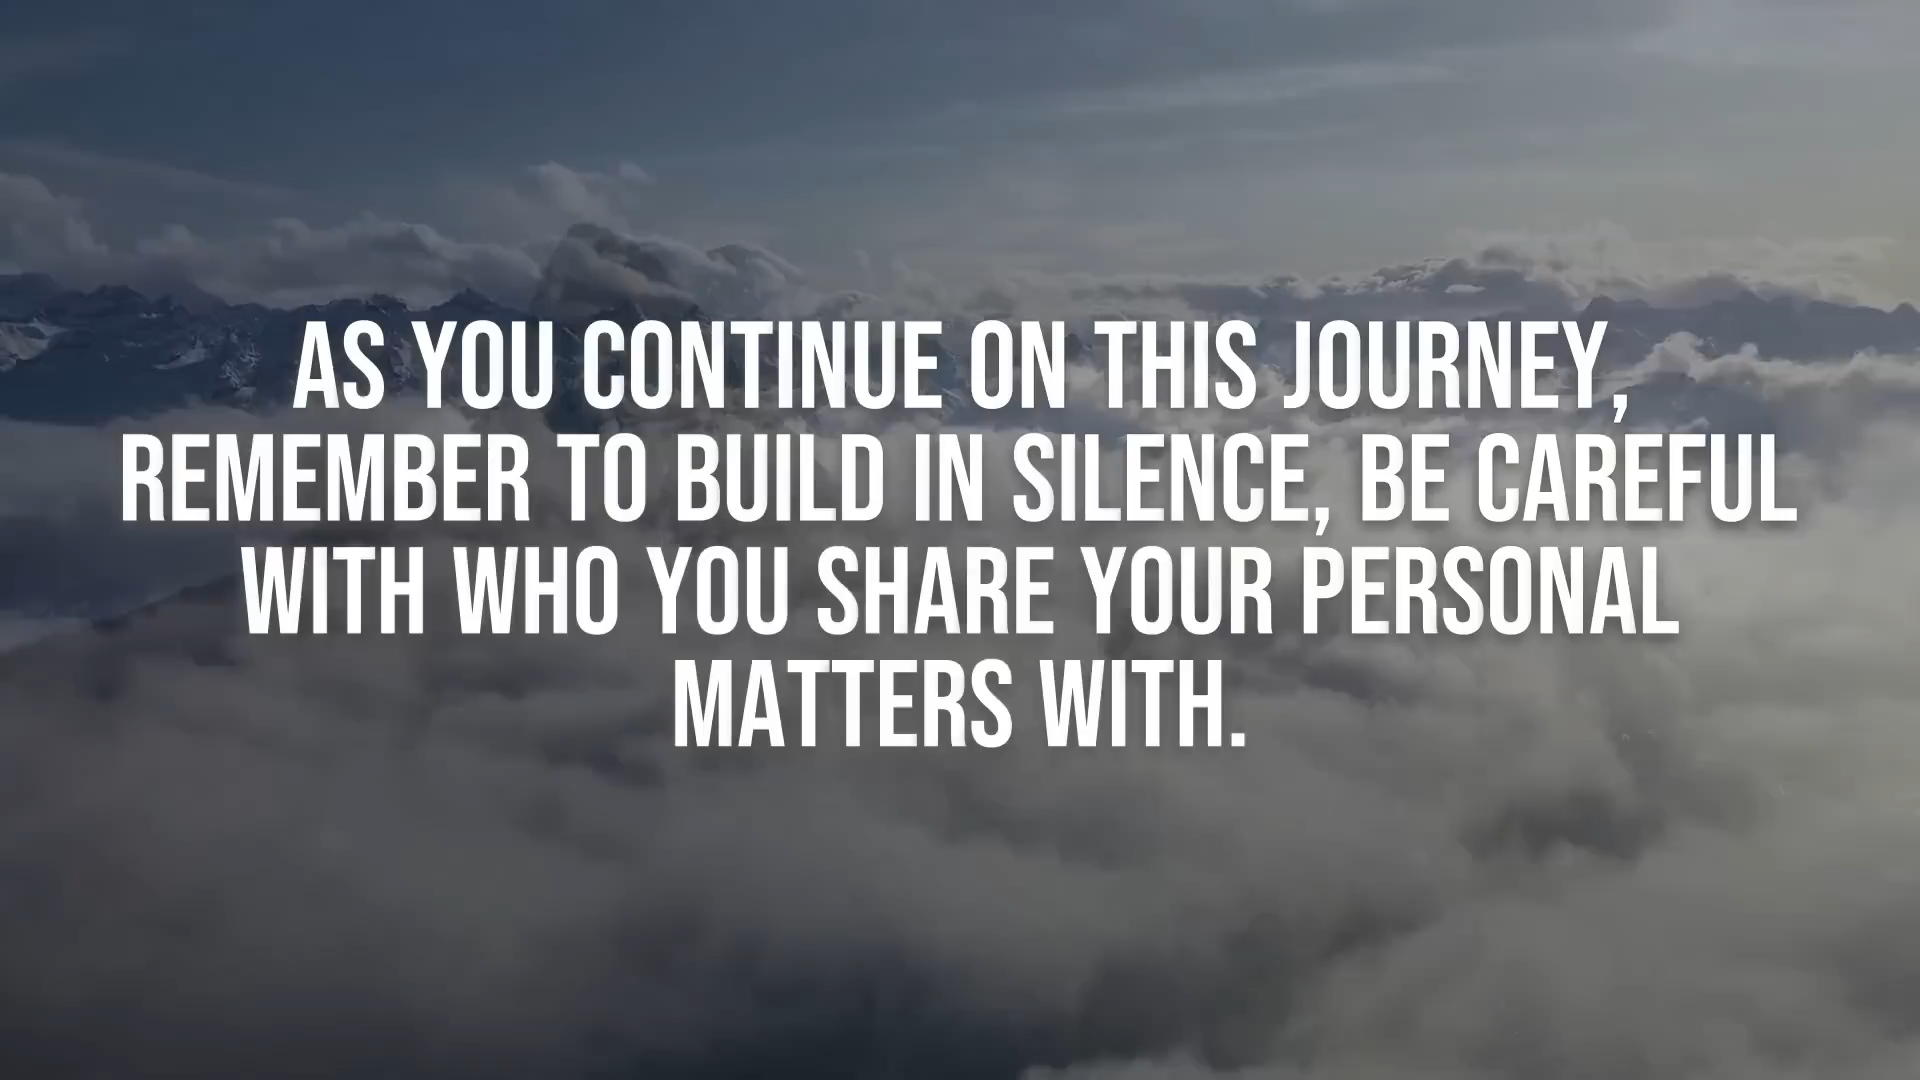 AS YOU CONTINUE ON THIS JOURNEY,
REMEMBER TO BUILD IN SILENCE, BE CAREFUL
WITH WHO YOU SHARE YOUR PERSONAL
MATTERS WITH.